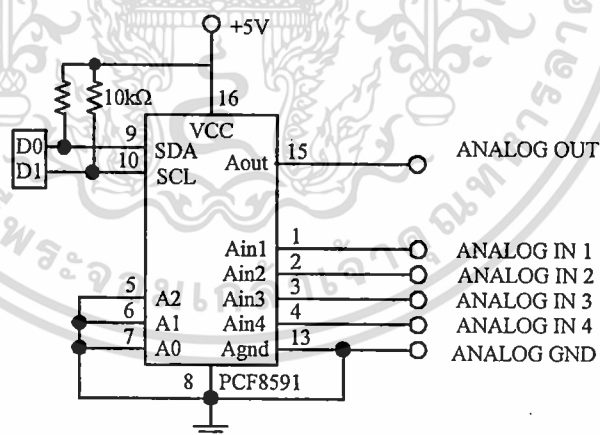 +5V
10kΩ
16
VCC
D0
9
SDA
D1
10
SCL
Aout
15
ANALOG OUT
Ain1
1
ANALOG IN 1
Ain2
2
ANALOG IN 2
Ain3
3
ANALOG IN 3
Ain4
4
ANALOG IN 4
Agnd
13
ANALOG GND
5
A2
6
A1
7
A0
8
PCF8591